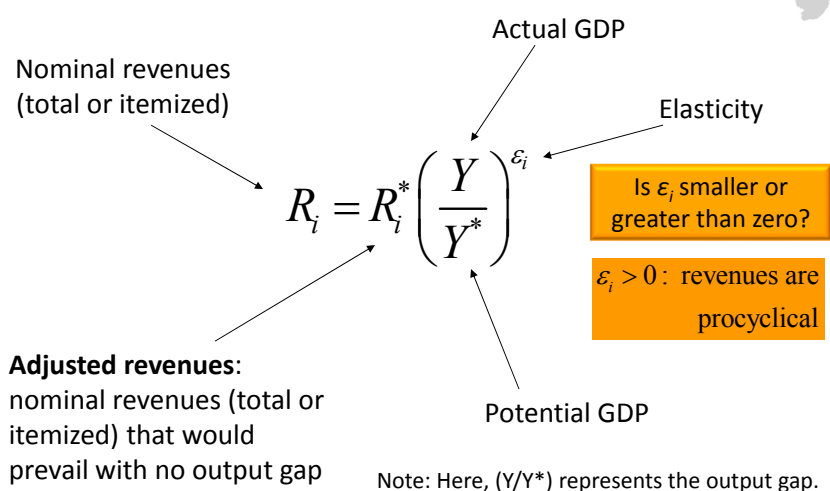 Actual GDP
Nominal revenues
(total or itemized)
Elasticity
R_i = R_i^* (Y / Y^*)^{ε_i}
Is ε_i smaller or
greater than zero?
ε_i > 0 : revenues are
procyclical
Adjusted revenues:
nominal revenues (total or
itemized) that would
prevail with no output gap
Potential GDP
Note: Here, (Y/Y*) represents the output gap.